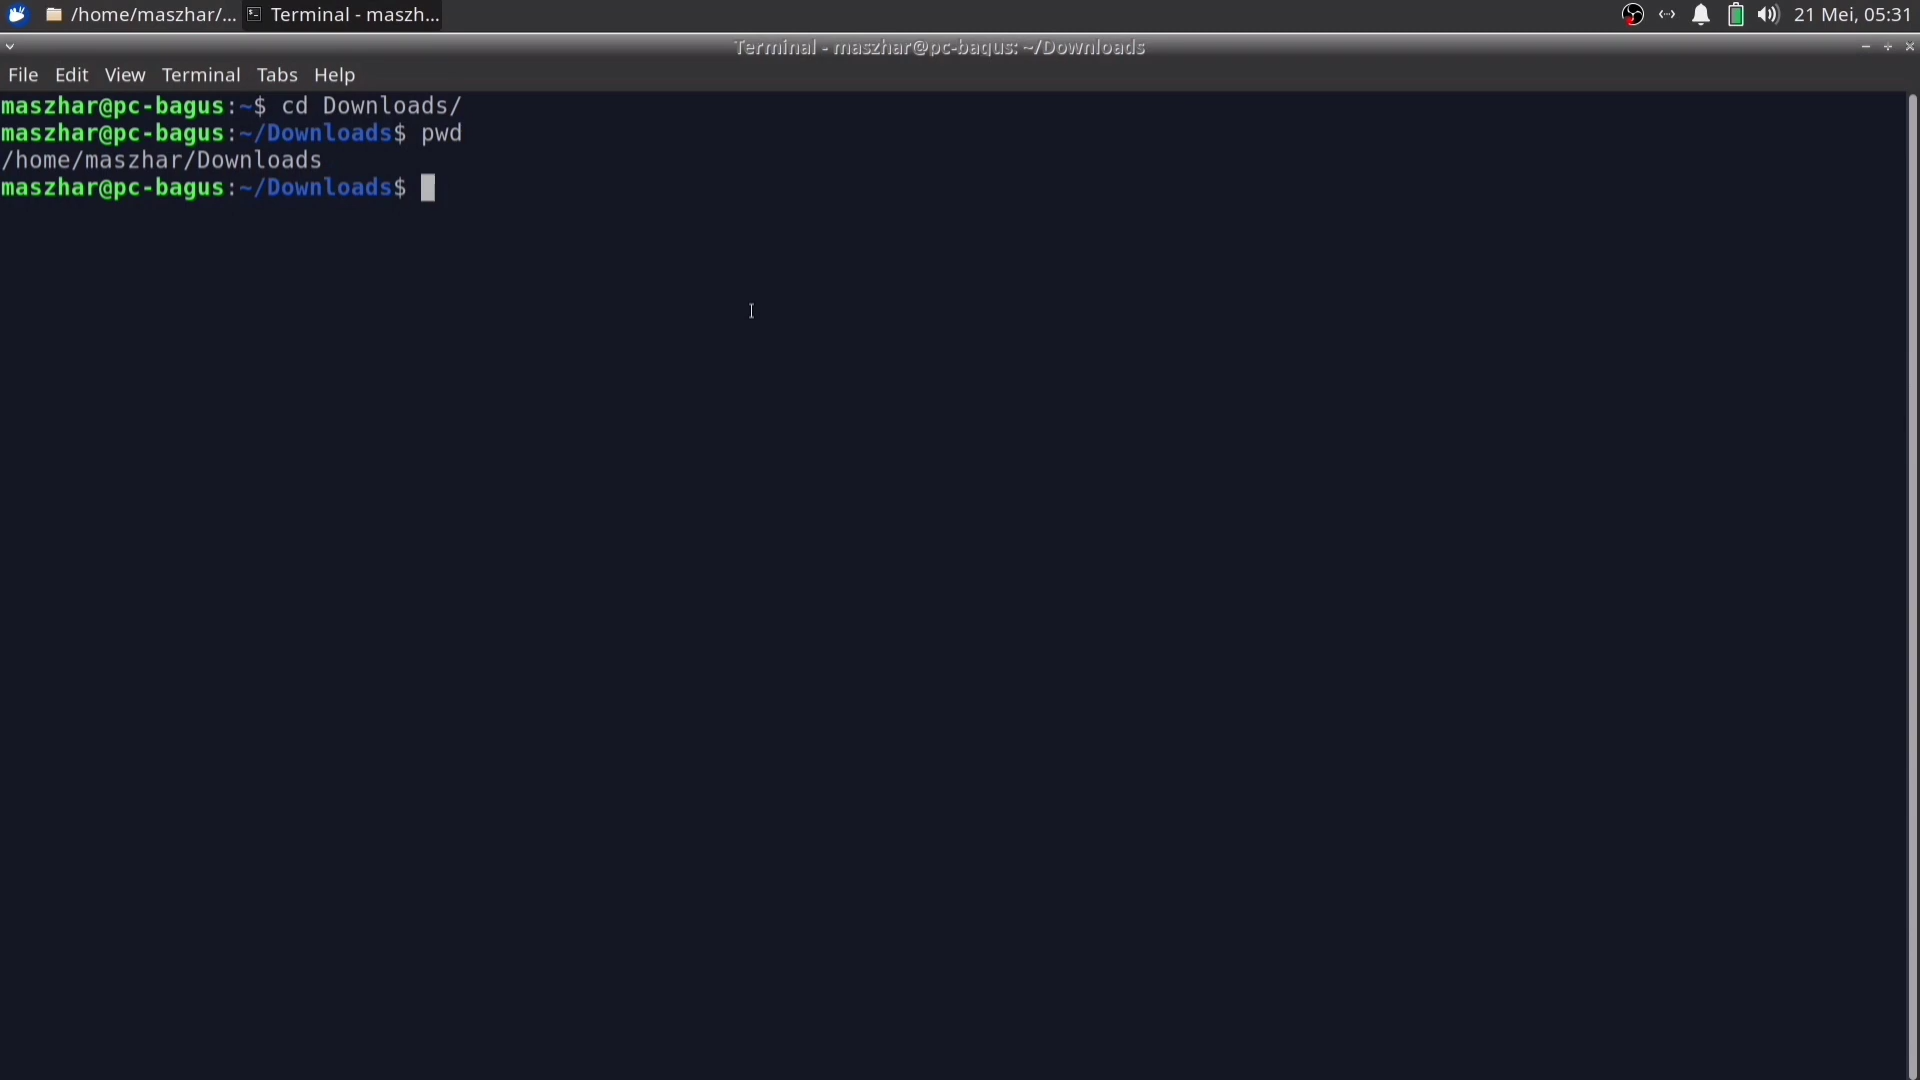 /home/maszhar/... Terminal - maszh... 21 Mei, 05:31
Terminal - maszhar@pc-bagus: ~/Downloads
File Edit View Terminal Tabs Help
maszhar@pc-bagus:~$ cd Downloads/
maszhar@pc-bagus:~/Downloads$ pwd
/home/maszhar/Downloads
maszhar@pc-bagus:~/Downloads$